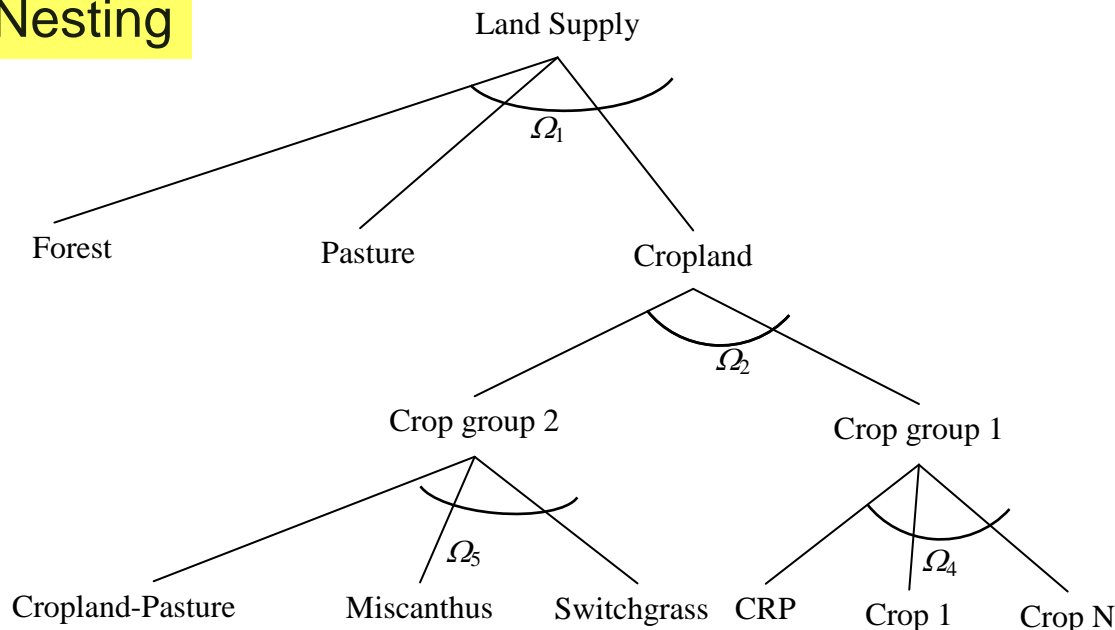 Nesting
Land Supply
Ω1
Forest
Pasture
Cropland
Ω2
Crop group 2
Crop group 1
Ω5
Ω4
Cropland-Pasture
Miscanthus
Switchgrass
CRP
Crop 1
Crop N